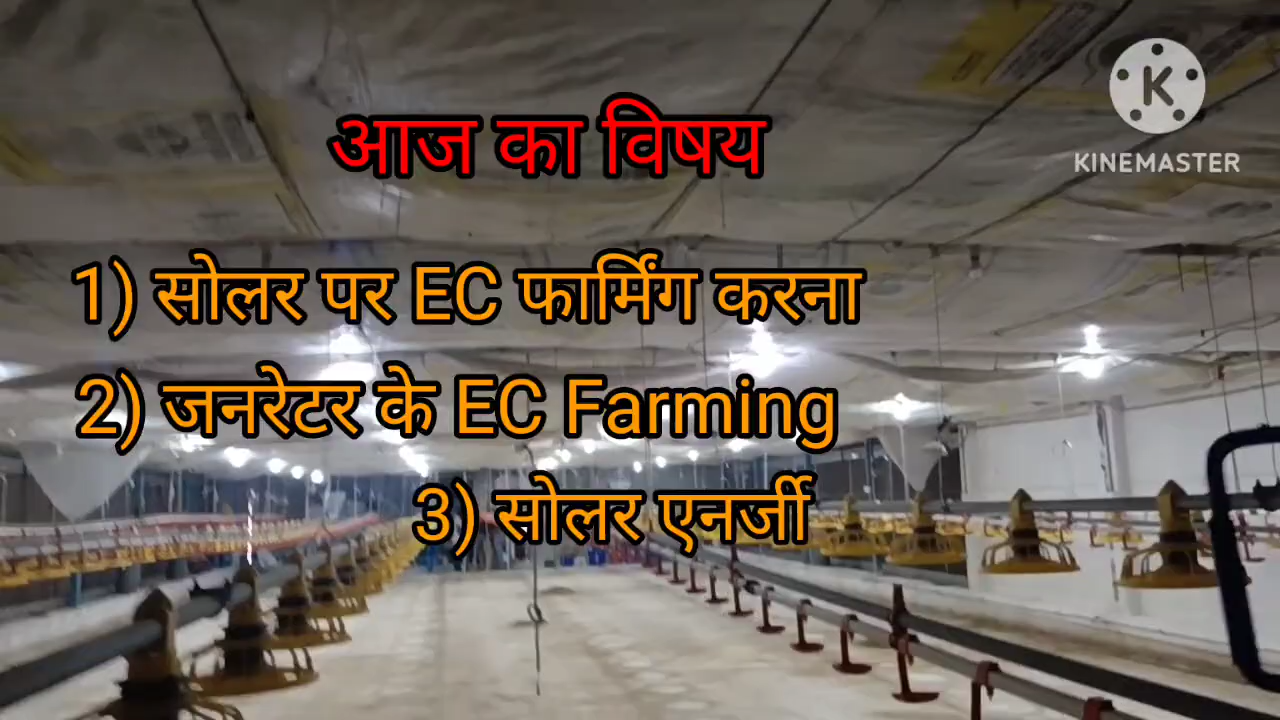 आज का विषय
KINEMASTER
1) सोलर पर EC फार्मिंग करना
2) जनरेटर के EC Farming
3) सोलर एनर्जी